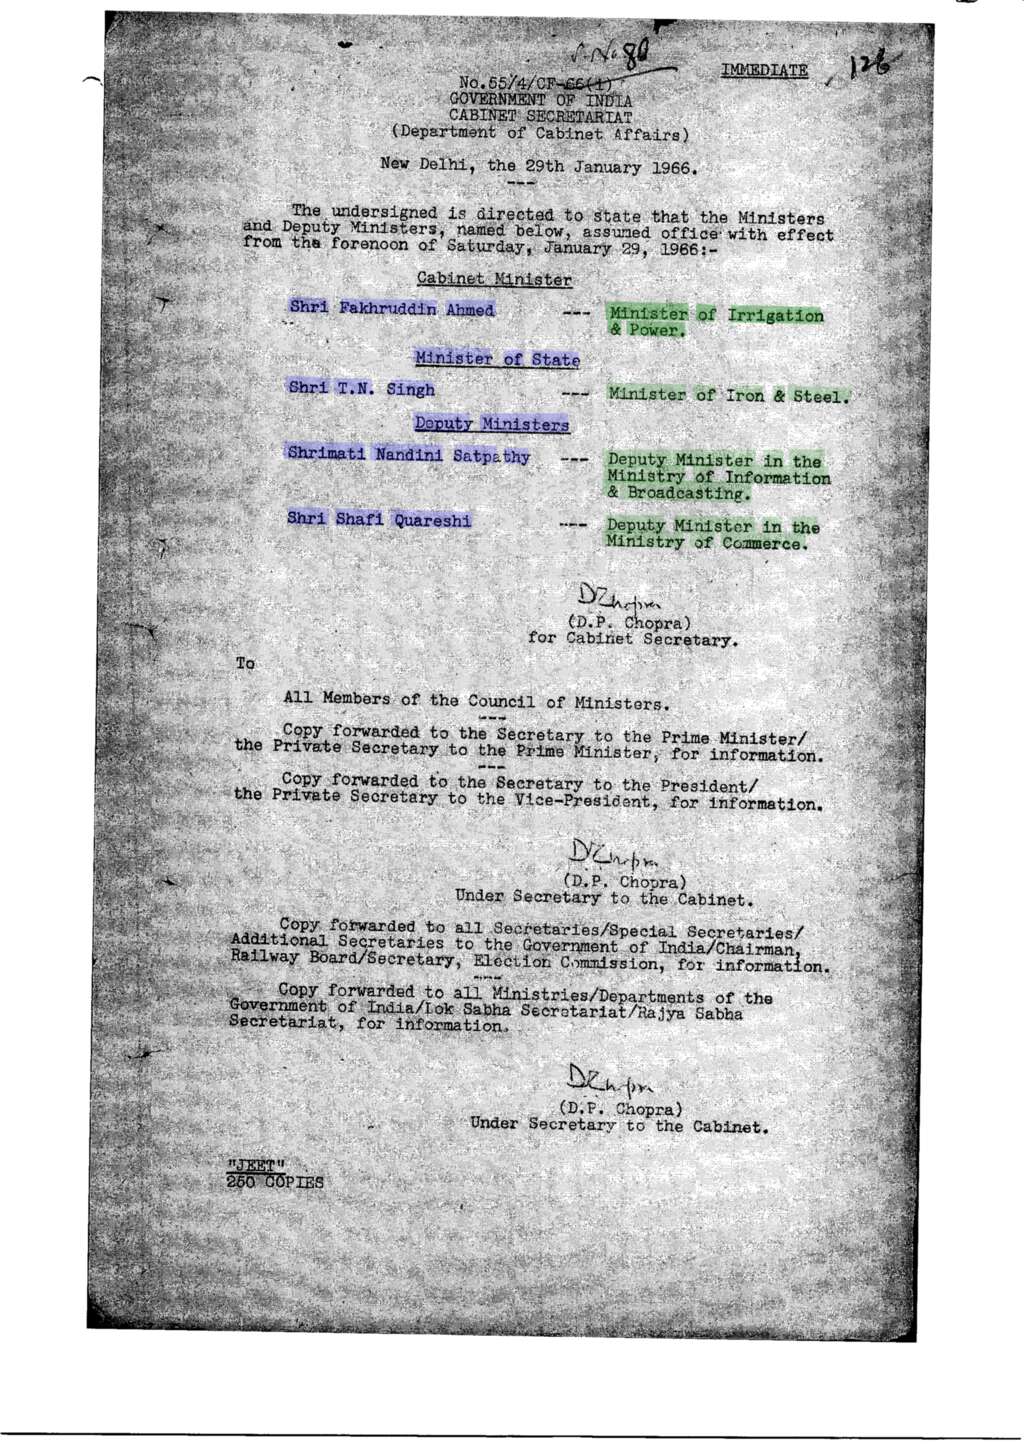 S.No.80
IMMEDIATE
126
No.55/4/CF-66(1)
GOVERNMENT OF INDIA
CABINET SECRETARIAT
(Department of Cabinet Affairs)
New Delhi, the 29th January 1966.
---
The undersigned is directed to state that the Ministers
and Deputy Ministers, named below, assumed office with effect
from the forenoon of Saturday, January 29, 1966:-
Cabinet Minister
Shri Fakhruddin Ahmed --- Minister of Irrigation
& Power.
Minister of State
Shri T.N. Singh --- Minister of Iron & Steel.
Deputy Ministers
Shrimati Nandini Satpathy --- Deputy Minister in the
Ministry of Information
& Broadcasting.
Shri Shafi Quareshi --- Deputy Minister in the
Ministry of Commerce.
DPChopra
(D.P. Chopra)
for Cabinet Secretary.
To
All Members of the Council of Ministers.
---
Copy forwarded to the Secretary to the Prime Minister/
the Private Secretary to the Prime Minister, for information.
---
Copy forwarded to the Secretary to the President/
the Private Secretary to the Vice-President, for information.
DPChopra
(D.P. Chopra)
Under Secretary to the Cabinet.
Copy forwarded to all Secretaries/Special Secretaries/
Additional Secretaries to the Government of India/Chairman,
Railway Board/Secretary, Election Commission, for information.
---
Copy forwarded to all Ministries/Departments of the
Government of India/Lok Sabha Secretariat/Rajya Sabha
Secretariat, for information.
DPChopra
(D.P. Chopra)
Under Secretary to the Cabinet.
"JEET"
250 COPIES